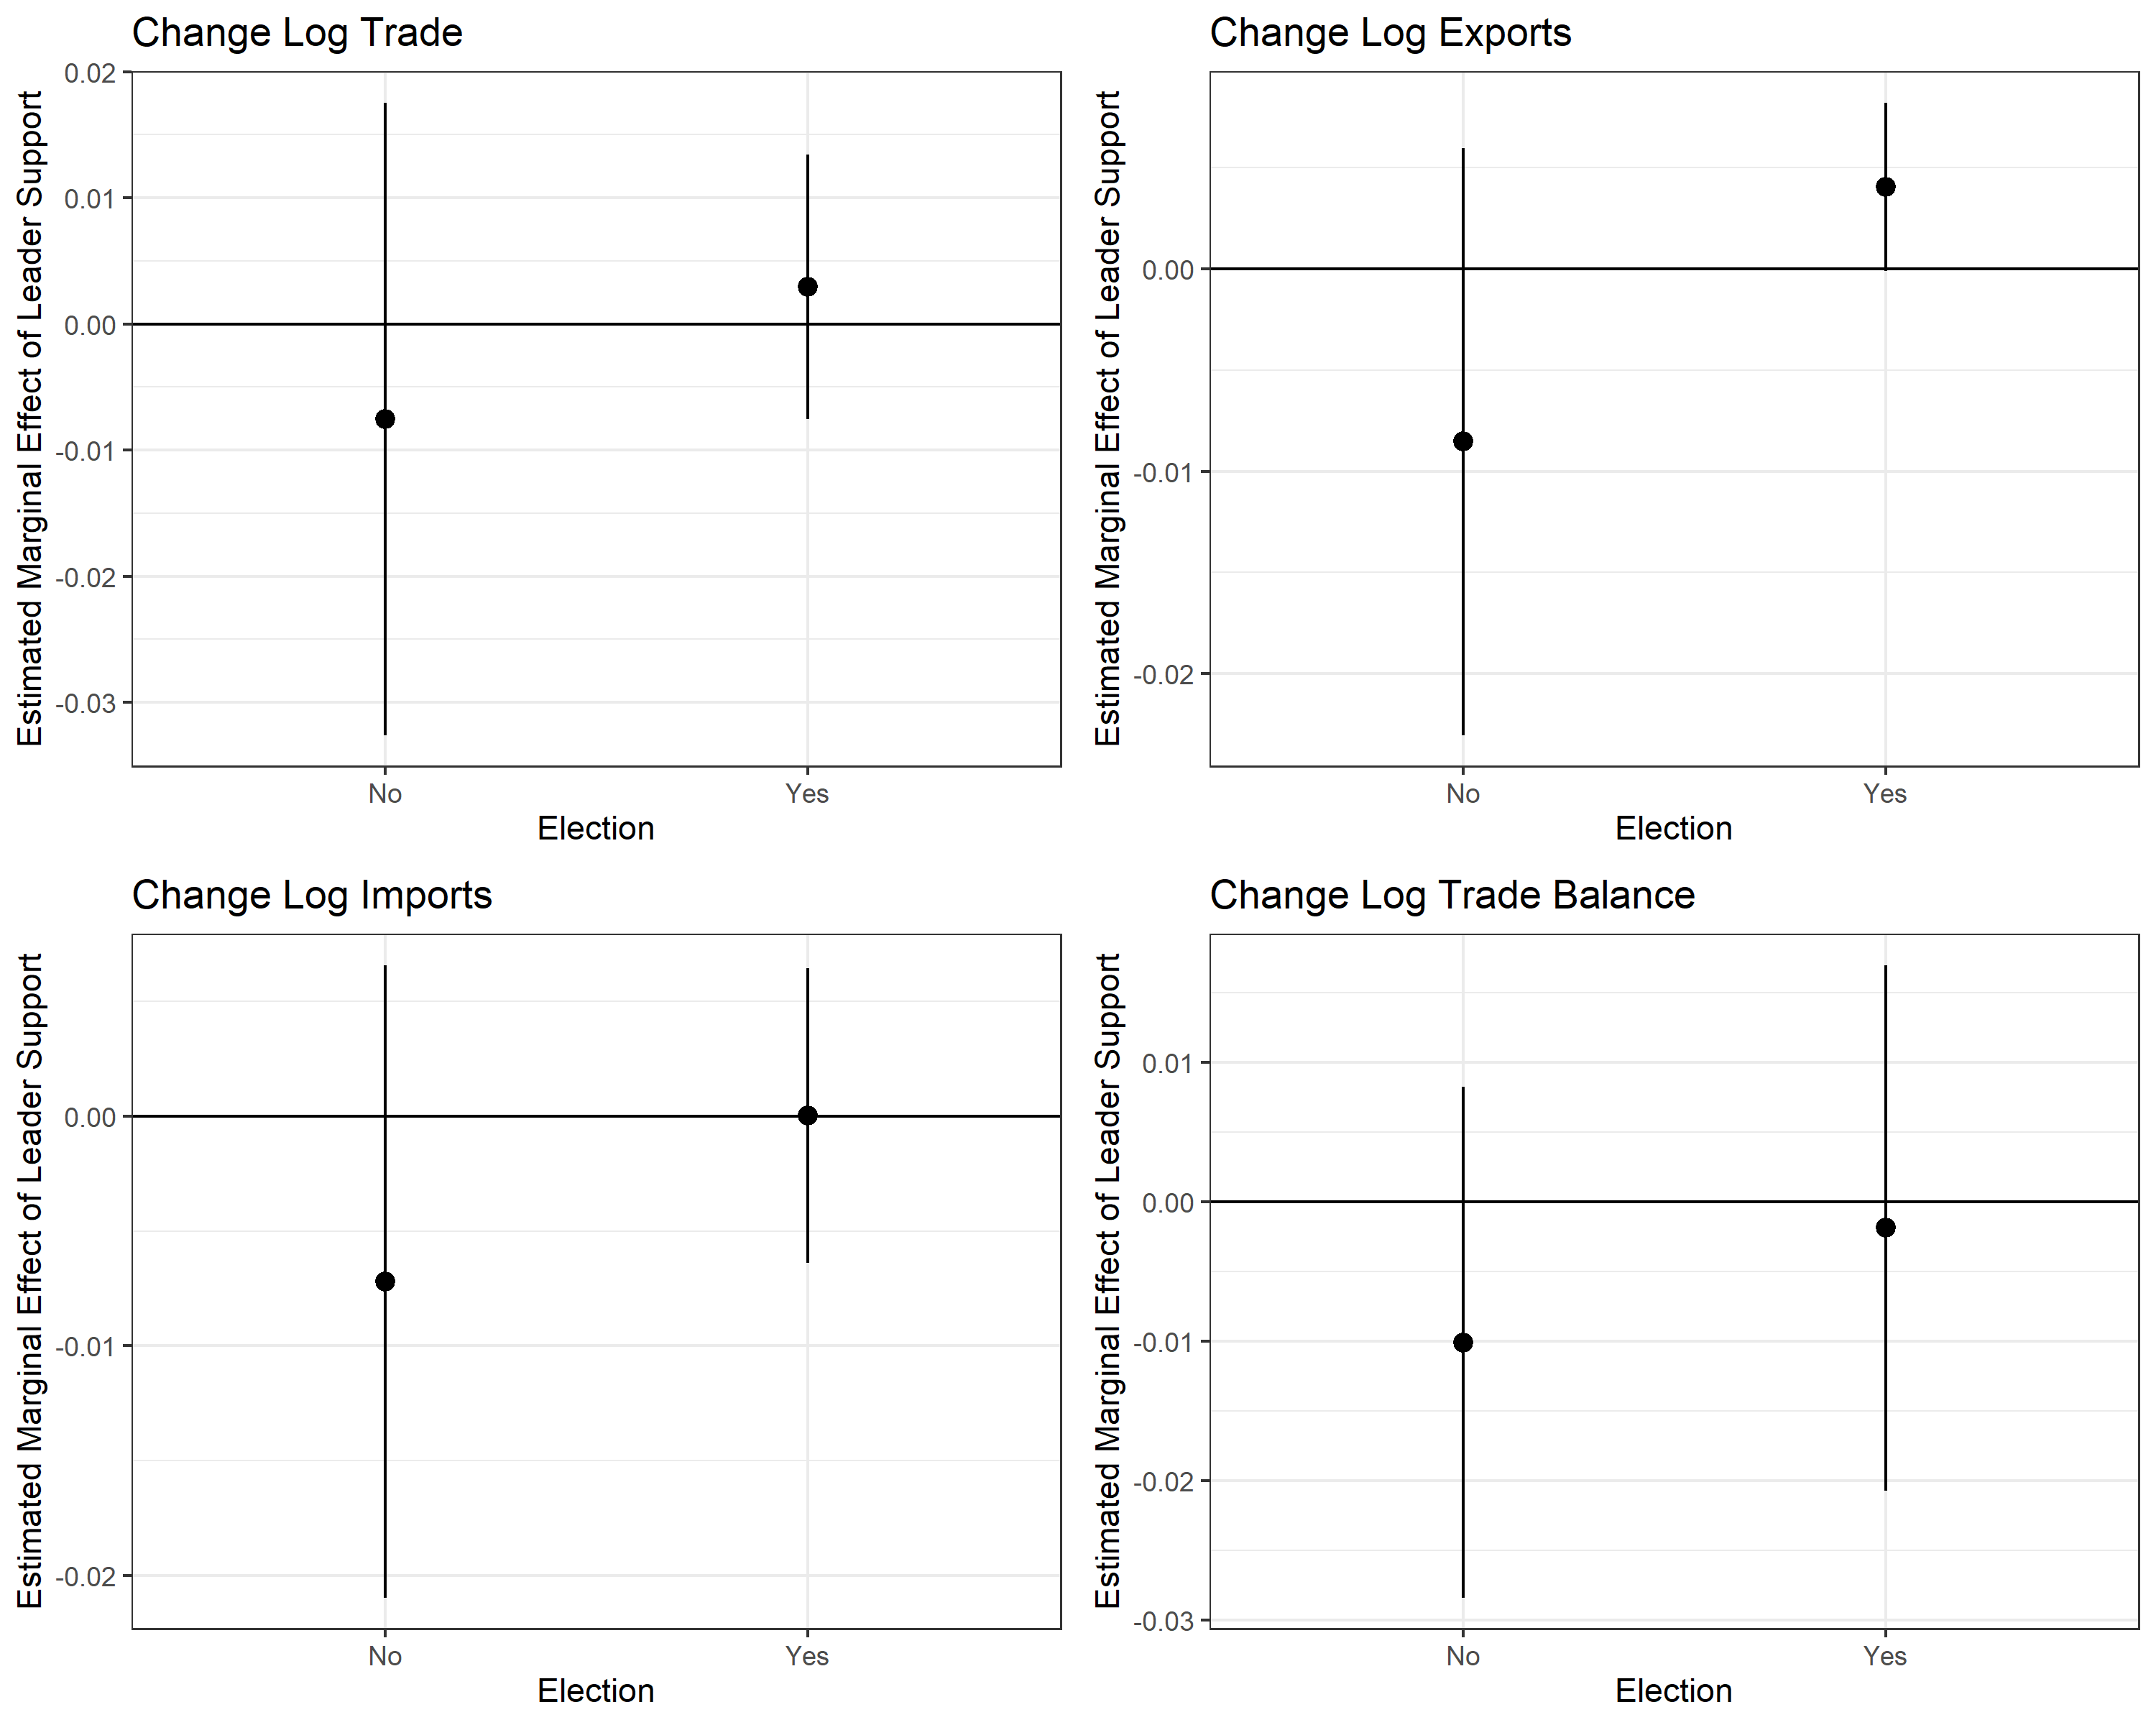 Change Log Trade
Estimated Marginal Effect of Leader Support
0.02
0.01
0.00
-0.01
-0.02
-0.03
No Yes
Election
Change Log Exports
Estimated Marginal Effect of Leader Support
0.00
-0.01
-0.02
No Yes
Election
Change Log Imports
Estimated Marginal Effect of Leader Support
0.00
-0.01
-0.02
No Yes
Election
Change Log Trade Balance
Estimated Marginal Effect of Leader Support
0.01
0.00
-0.01
-0.02
-0.03
No Yes
Election